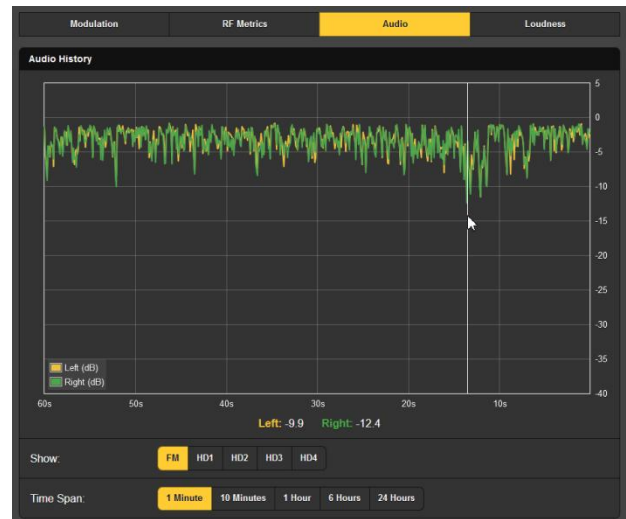 Modulation RF Metrics Audio Loudness
Audio History
5
0
-5
-10
-15
-20
-25
-30
-35
-40
Left (dB)
Right (dB)
60s 50s 40s 30s 20s 10s
Left: -9.9 Right: -12.4
Show: FM HD1 HD2 HD3 HD4
Time Span: 1 Minute 10 Minutes 1 Hour 6 Hours 24 Hours